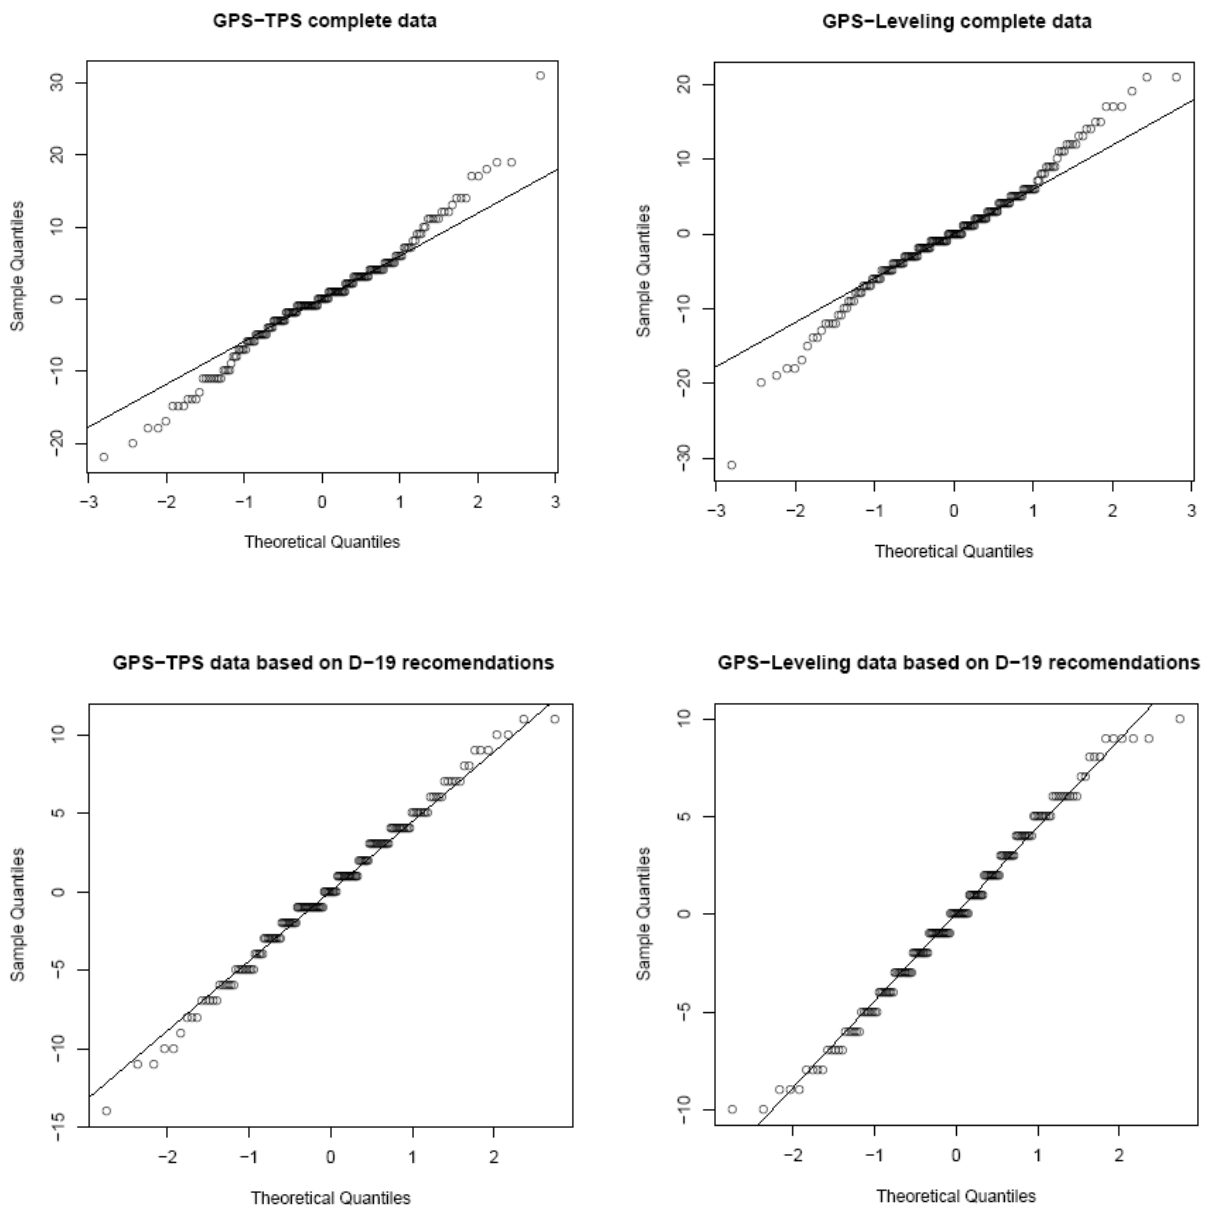 GPS−TPS complete data
30
20
10
0
−10
−20
Sample Quantiles
−3 −2 −1 0 1 2 3
Theoretical Quantiles
GPS−Leveling complete data
20
10
0
−10
−20
−30
Sample Quantiles
−3 −2 −1 0 1 2 3
Theoretical Quantiles
GPS−TPS data based on D−19 recomendations
10
5
0
−5
−10
−15
Sample Quantiles
−2 −1 0 1 2
Theoretical Quantiles
GPS−Leveling data based on D−19 recomendations
10
5
0
−5
−10
Sample Quantiles
−2 −1 0 1 2
Theoretical Quantiles